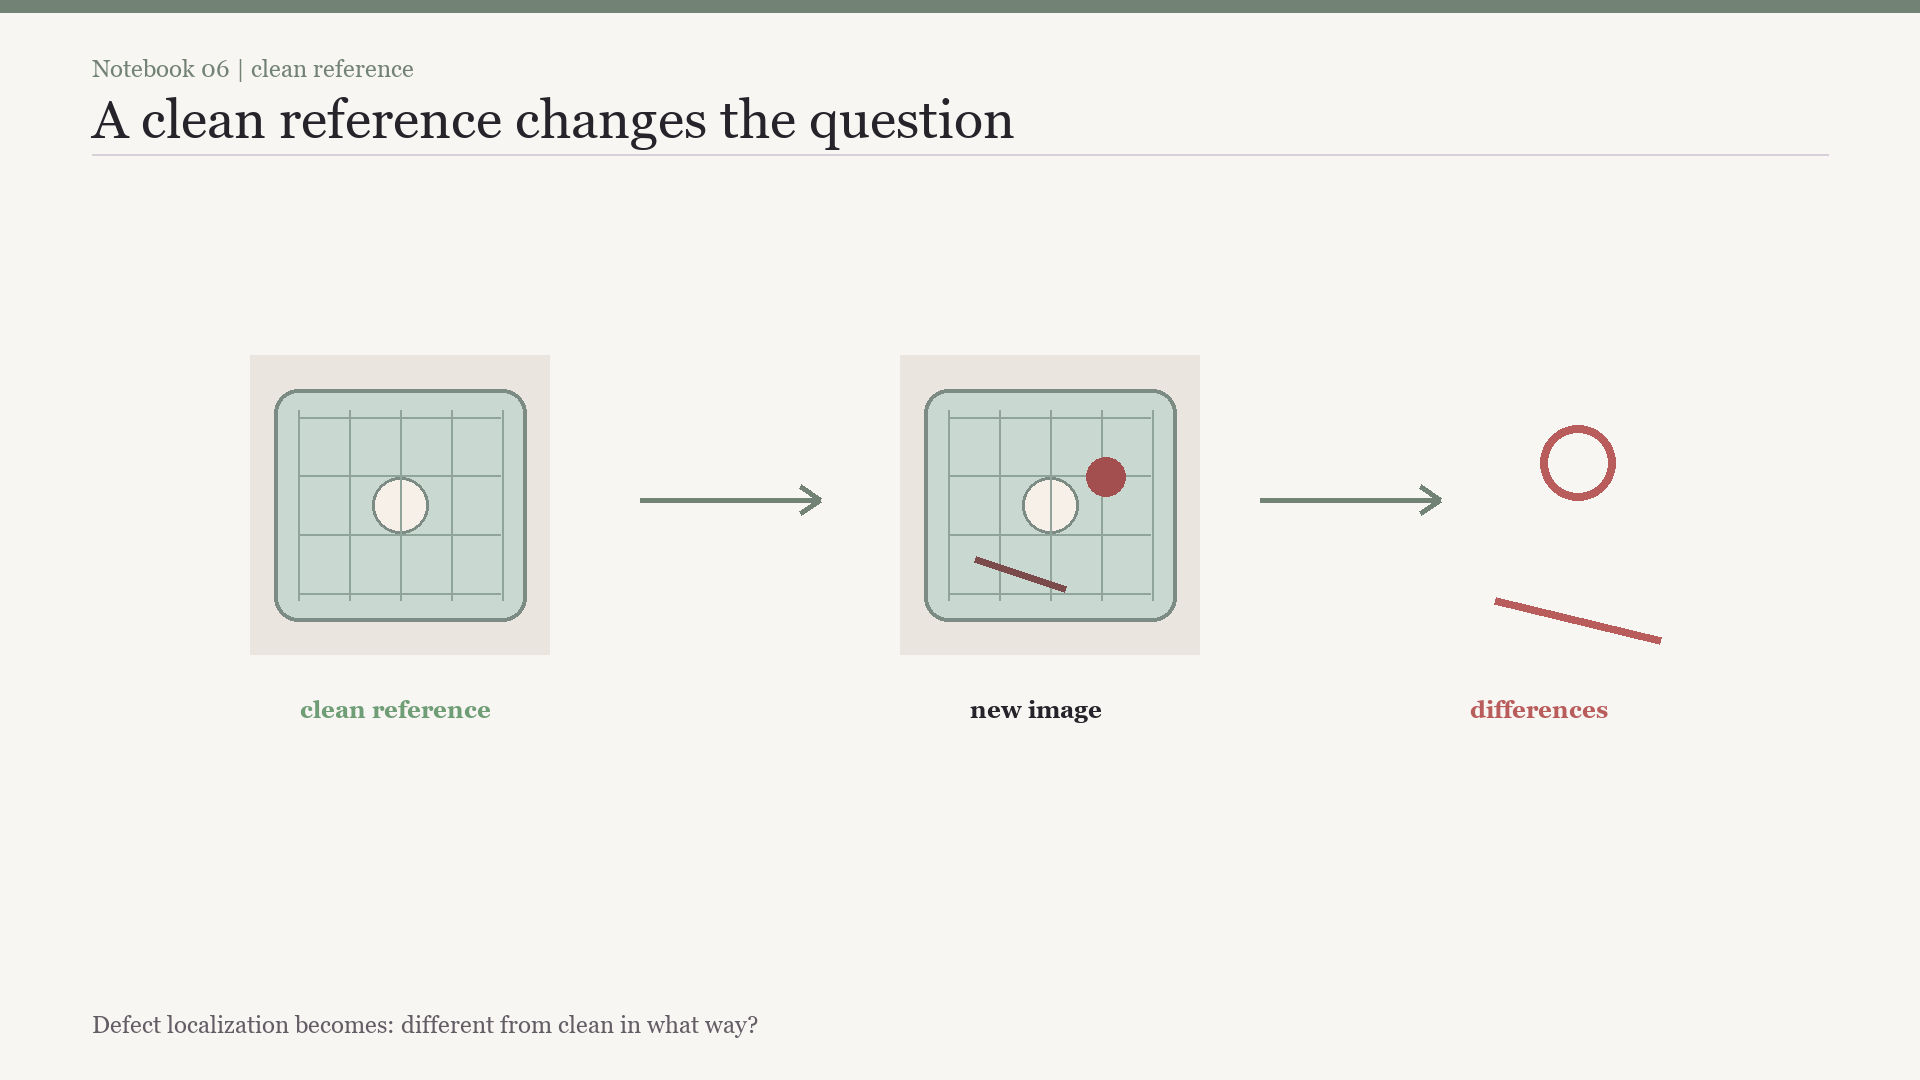 Notebook 06 | clean reference
A clean reference changes the question
clean reference
new image
differences
Defect localization becomes: different from clean in what way?